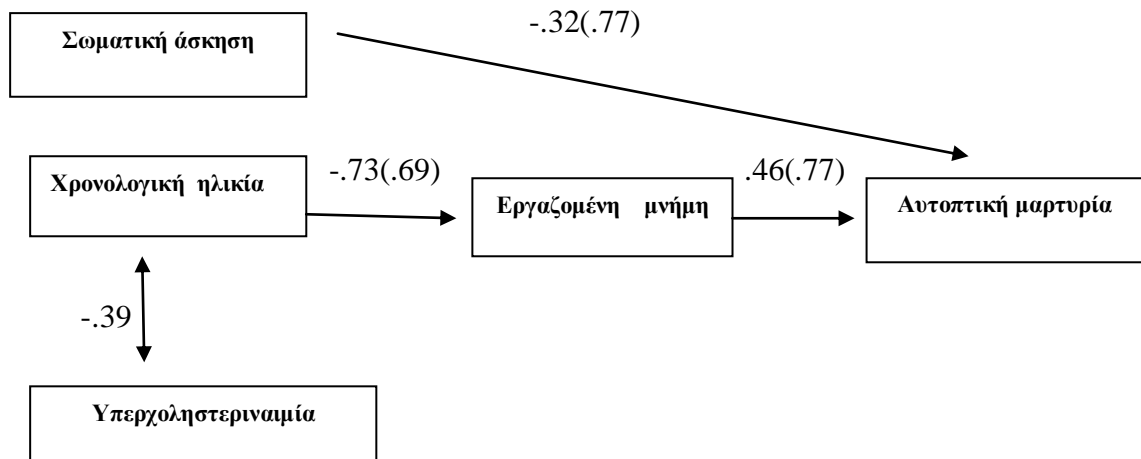 -.32(.77)
Σωματική άσκηση
Χρονολογική ηλικία
-.73(.69)
Εργαζομένη μνήμη
.46(.77)
Αυτοπτική μαρτυρία
-.39
Υπερχοληστεριναιμία